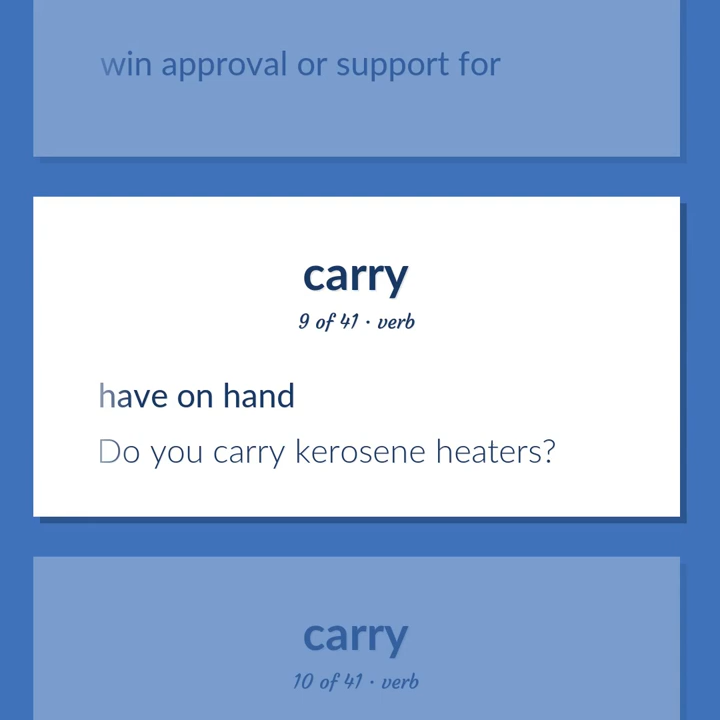 win approval or support for
carry
9 of 41 · verb
have on hand
Do you carry kerosene heaters?
carry
10 of 41 · verb